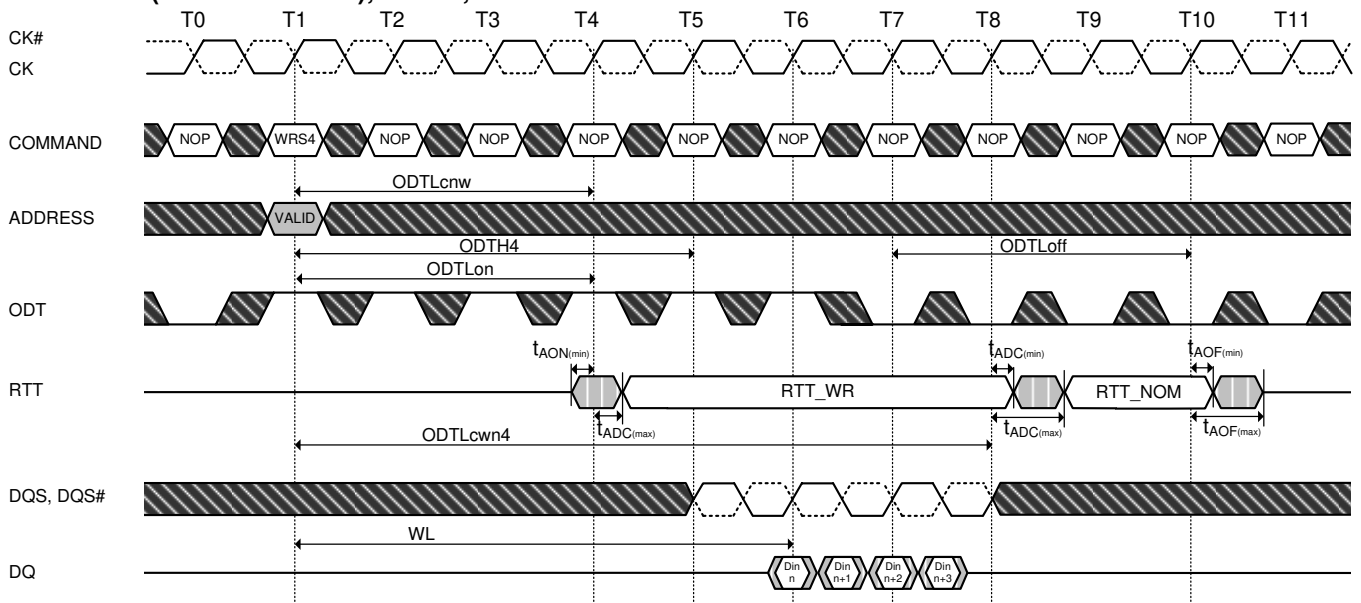 T0 T1 T2 T3 T4 T5 T6 T7 T8 T9 T10 T11
CK#
CK
COMMAND NOP WRS4 NOP NOP NOP NOP NOP NOP NOP NOP NOP NOP
ODTLcnw
ADDRESS VALID
ODTH4 ODTLoff
ODTLon
ODT
tAON(min) tADC(min) tAOF(min)
RTT RTT_WR RTT_NOM
tADC(max) tADC(max) tAOF(max)
ODTLcwn4
DQS, DQS#
WL
DQ Din n Din n+1 Din n+2 Din n+3